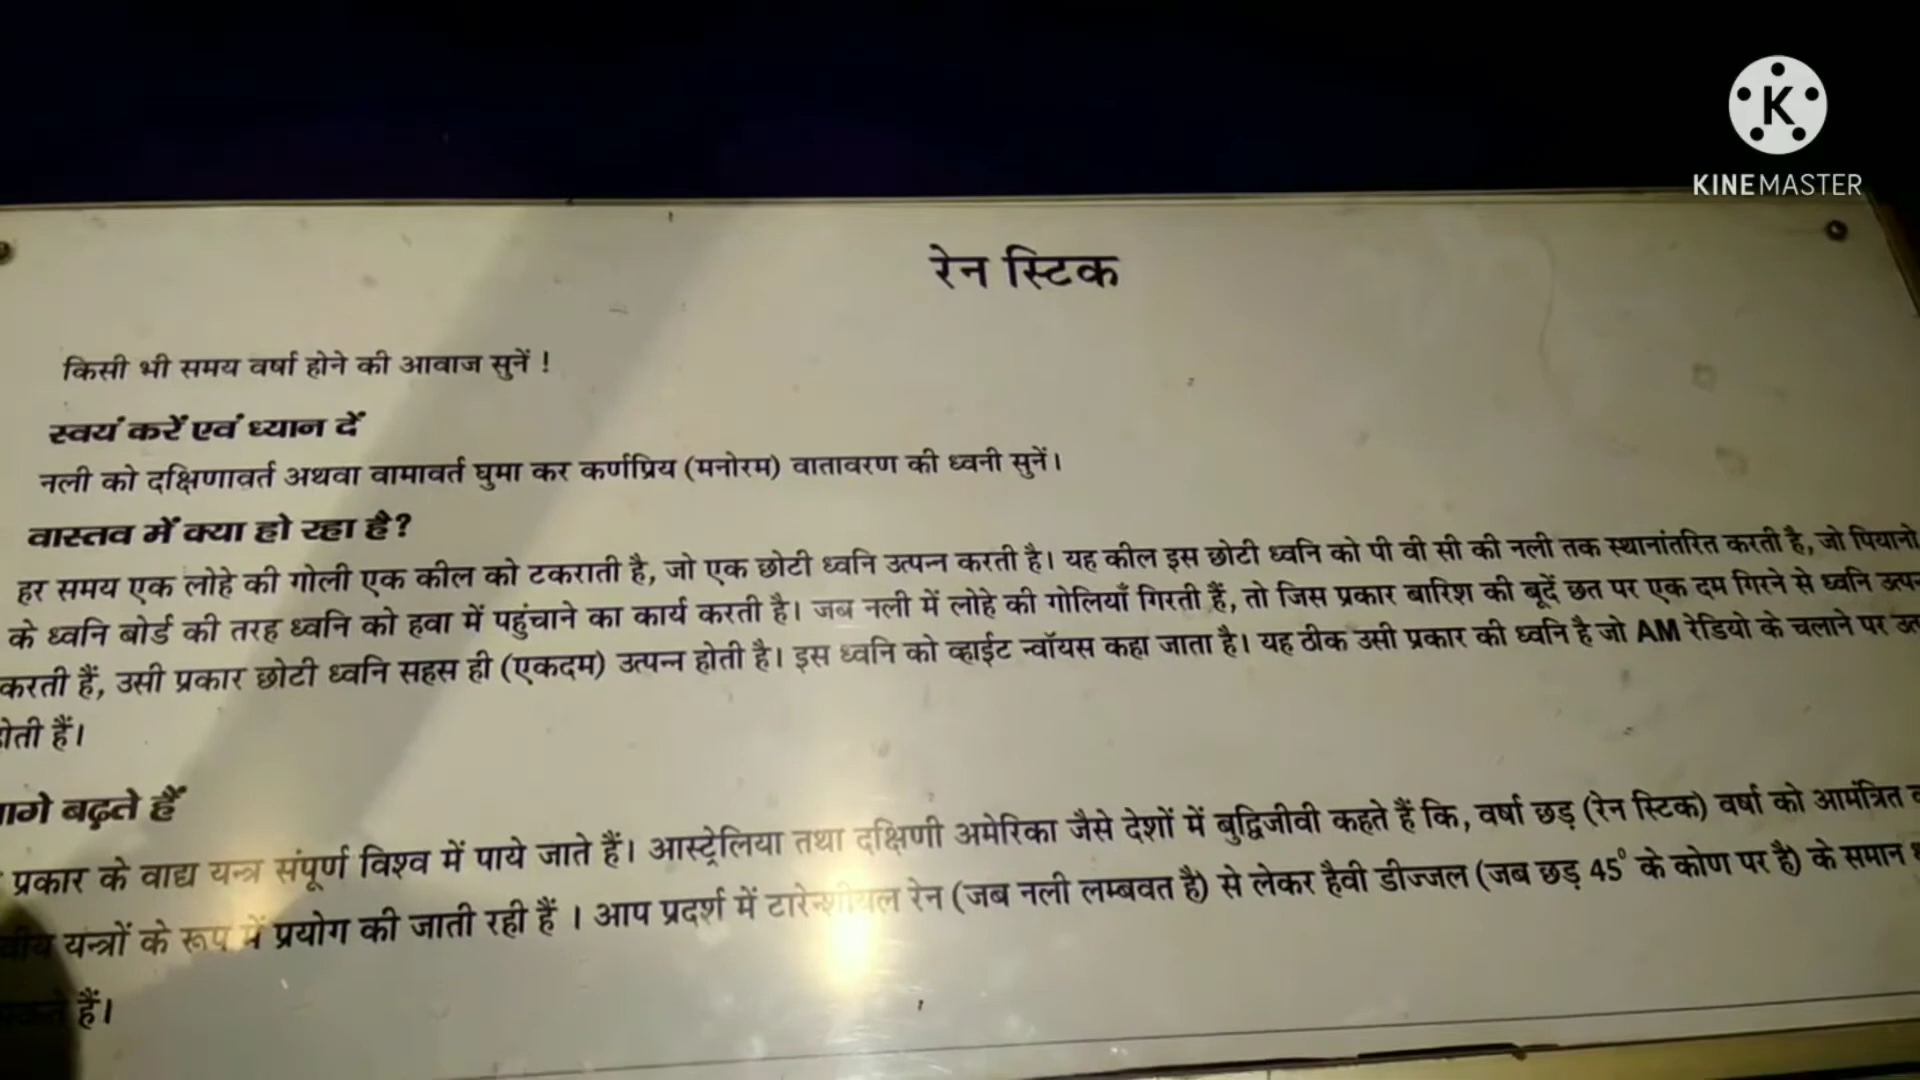 KINEMASTER
रेन स्टिक
किसी भी समय वर्षा होने की आवाज सुनें !
स्वयं करें एवं ध्यान दें
नली को दक्षिणावर्त अथवा वामावर्त घुमा कर कर्णप्रिय (मनोरम) वातावरण की ध्वनी सुनें।
वास्तव में क्या हो रहा है?
हर समय एक लोहे की गोली एक कील को टकराती है, जो एक छोटी ध्वनि उत्पन्न करती है। यह कील इस छोटी ध्वनि को पी वी सी की नली तक स्थानांतरित करती है, जो पियानो
के ध्वनि बोर्ड की तरह ध्वनि को हवा में पहुंचाने का कार्य करती है। जब नली में लोहे की गोलियाँ गिरती हैं, तो जिस प्रकार बारिश की बूदें छत पर एक दम गिरने से ध्वनि
करती हैं, उसी प्रकार छोटी ध्वनि सहस ही (एकदम) उत्पन्न होती है। इस ध्वनि को व्हाईट न्वॉयस कहा जाता है। यह ठीक उसी प्रकार की ध्वनि है जो AM रेडियो के चलाने पर
हैं।
बढ़ते हैं
प्रकार के वाद्य यन्त्र संपूर्ण विश्व में पाये जाते हैं। आस्ट्रेलिया तथा दक्षिणी अमेरिका जैसे देशों में बुद्विजीवी कहते हैं कि, वर्षा छड़ (रेन स्टिक) वर्षा को आमंत्रित
यन्त्रों के रूप में प्रयोग की जाती रही हैं । आप प्रदर्श में रेन (जब नली लम्बवत है) से लेकर हैवी डीज्जल (जब छड़ 45⁰ के कोण पर है) के समान
हैं।